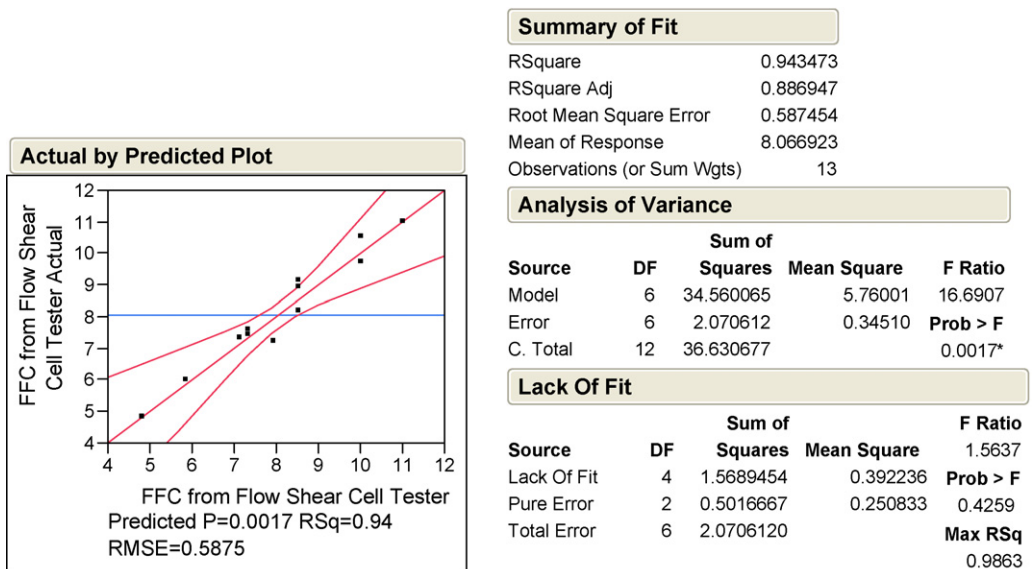 Actual by Predicted Plot
FFC from Flow Shear
Cell Tester Actual
12
11
10
9
8
7
6
5
4
4 5 6 7 8 9 10 11 12
FFC from Flow Shear Cell Tester
Predicted P=0.0017 RSq=0.94
RMSE=0.5875
Summary of Fit
RSquare 0.943473
RSquare Adj 0.886947
Root Mean Square Error 0.587454
Mean of Response 8.066923
Observations (or Sum Wgts) 13
Analysis of Variance
Sum of
Source DF Squares Mean Square F Ratio
Model 6 34.560065 5.76001 16.6907
Error 6 2.070612 0.34510 Prob > F
C. Total 12 36.630677 0.0017*
Lack Of Fit
Sum of F Ratio
Source DF Squares Mean Square 1.5637
Lack Of Fit 4 1.5689454 0.392236 Prob > F
Pure Error 2 0.5016667 0.250833 0.4259
Total Error 6 2.0706120 Max RSq
0.9863